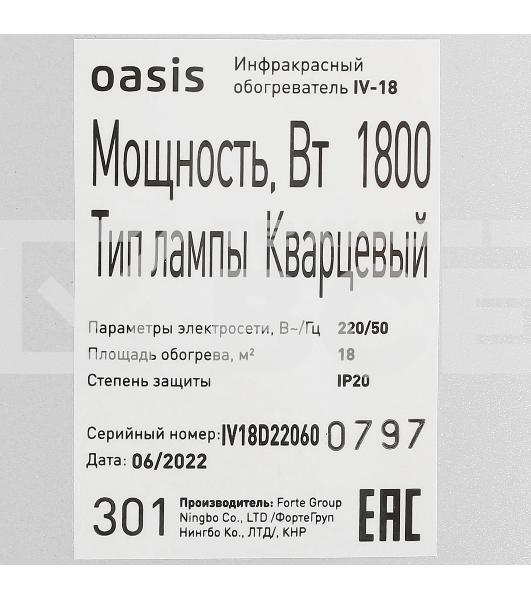 oasis Инфракрасный
обогреватель IV-18
Мощность, Вт 1800
Тип лампы Кварцевый
Параметры электросети, В~/Гц 220/50
Площадь обогрева, м² 18
Степень защиты IP20
Серийный номер: IV18D22060 0797
Дата: 06/2022
301 Производитель: Forte Group
Ningbo Co., LTD /ФортеГруп
Нингбо Ко., ЛТД/, КНР
EAC